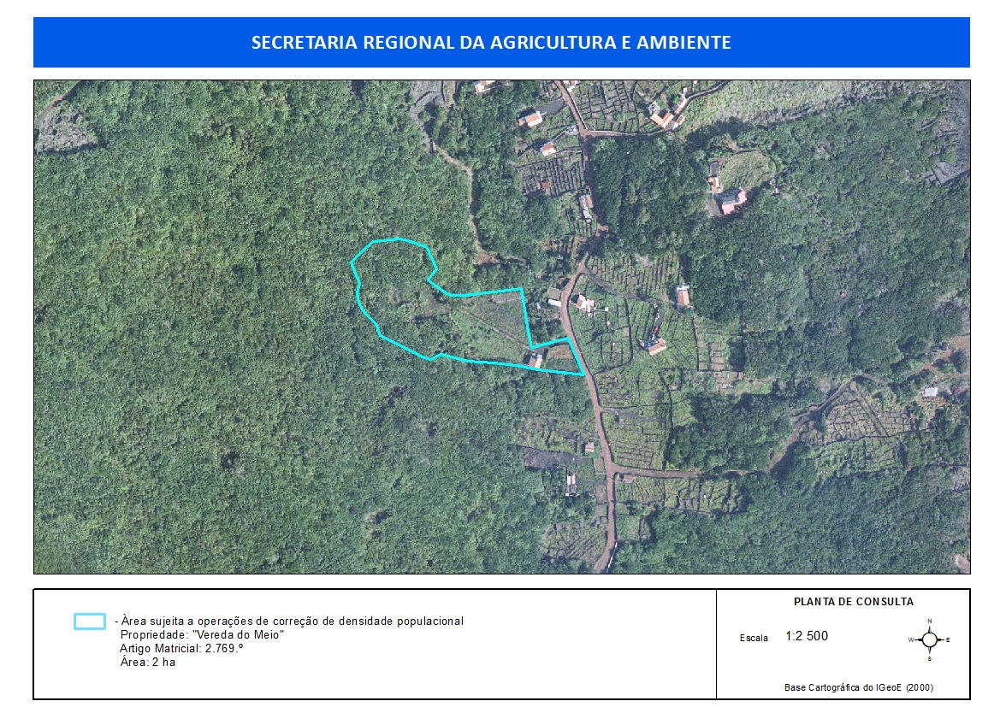 SECRETARIA REGIONAL DA AGRICULTURA E AMBIENTE
- Àrea sujeita a operações de correção de densidade populacional
Propriedade: "Vereda do Meio"
Artigo Matricial: 2.769.º
Área: 2 ha
PLANTA DE CONSULTA
Escala 1:2 500
N
W E
S
Base Cartográfica do IGeoE (2000)